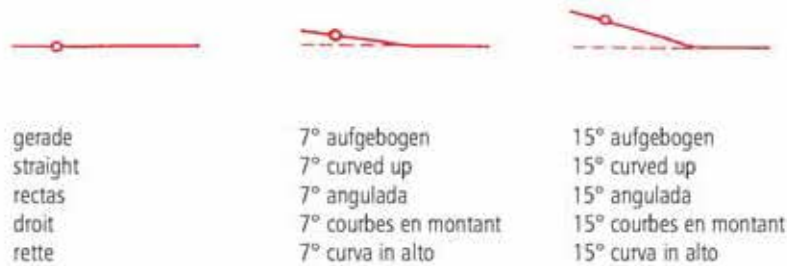 gerade
straight
rectas
droit
rette
7° aufgebogen
7° curved up
7° angulada
7° courbes en montant
7° curva in alto
15° aufgebogen
15° curved up
15° angulada
15° courbes en montant
15° curva in alto